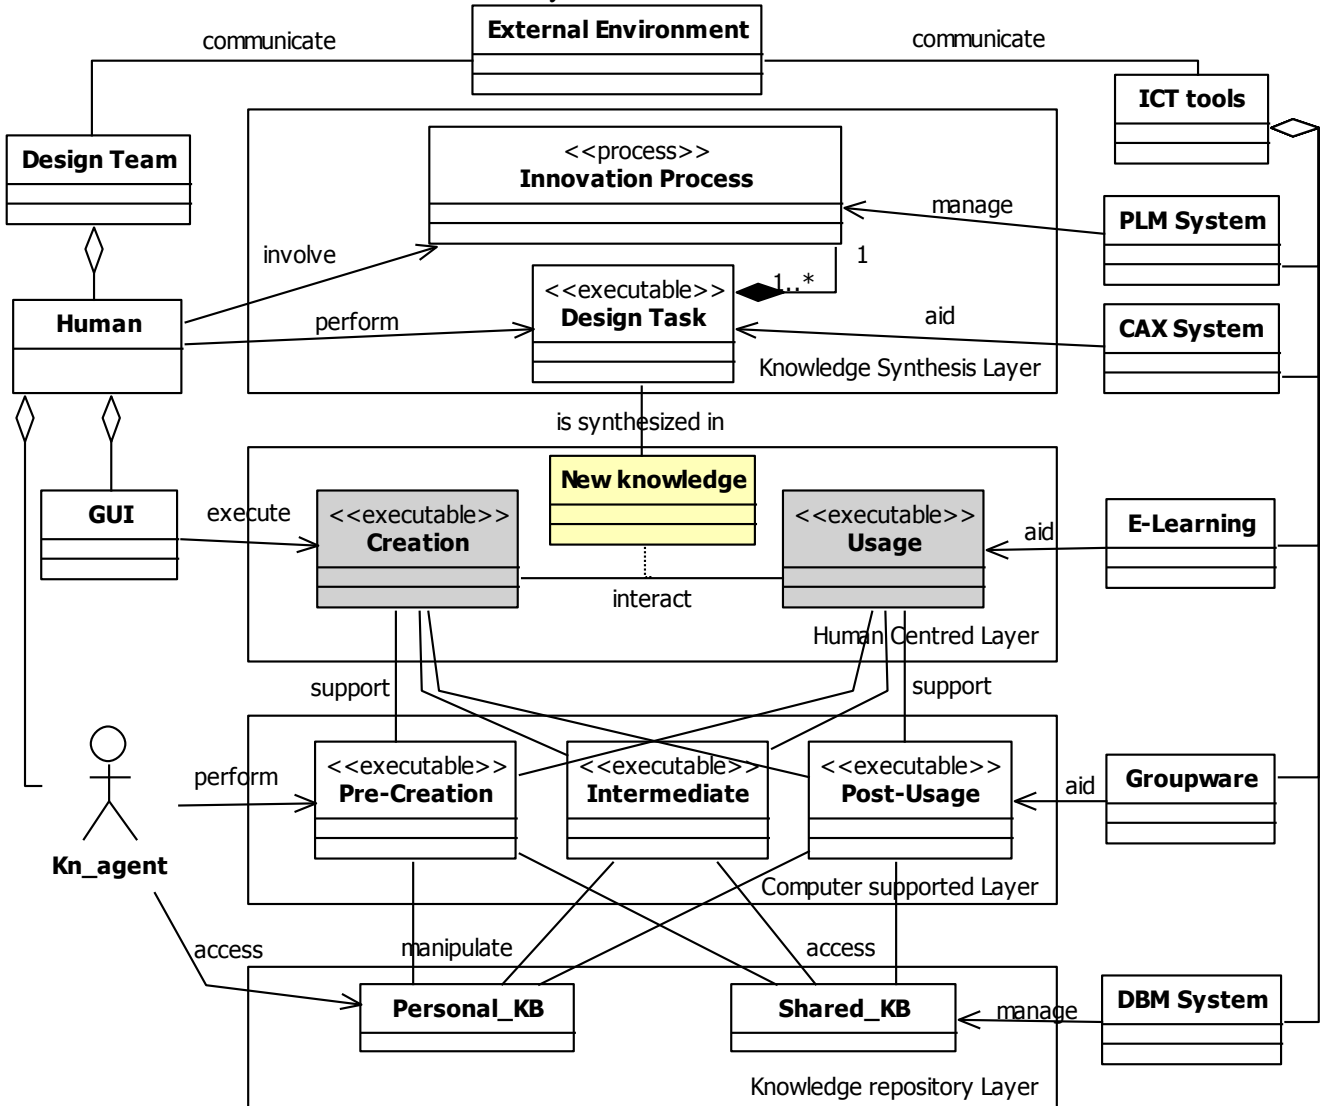 External Environment
communicate
communicate
ICT tools
Design Team
<<process>>
Innovation Process
manage
PLM System
involve
1
1..*
<<executable>>
Design Task
Human
perform
aid
CAX System
Knowledge Synthesis Layer
is synthesized in
New knowledge
GUI
execute
<<executable>>
Creation
<<executable>>
Usage
aid
E-Learning
interact
Human Centred Layer
support
support
perform
<<executable>>
Pre-Creation
<<executable>>
Intermediate
<<executable>>
Post-Usage
aid
Groupware
Kn_agent
Computer supported Layer
access
manipulate
access
Personal_KB
Shared_KB
manage
DBM System
Knowledge repository Layer